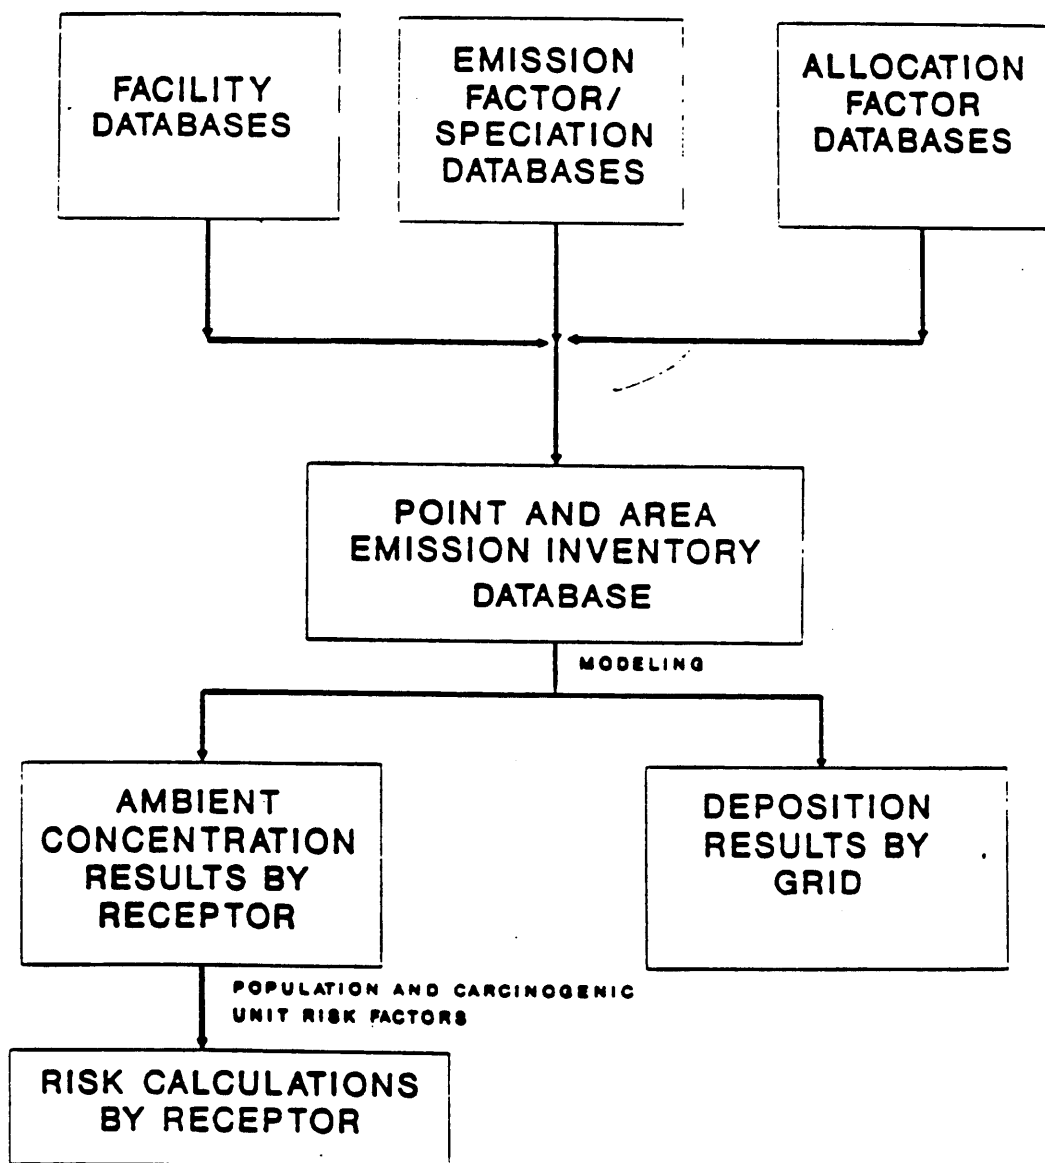 FACILITY
DATABASES
EMISSION
FACTOR/
SPECIATION
DATABASES
ALLOCATION
FACTOR
DATABASES
POINT AND AREA
EMISSION INVENTORY
DATABASE
MODELING
AMBIENT
CONCENTRATION
RESULTS BY
RECEPTOR
DEPOSITION
RESULTS BY
GRID
POPULATION AND CARCINOGENIC
UNIT RISK FACTORS
RISK CALCULATIONS
BY RECEPTOR